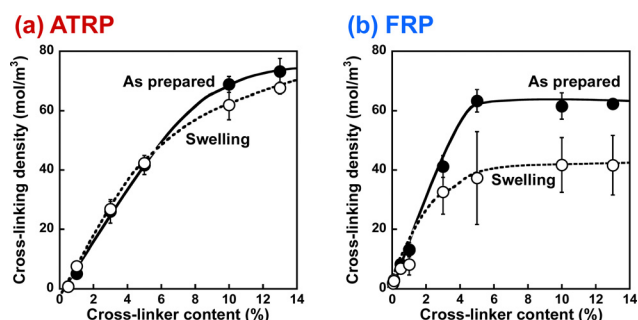 (a) ATRP
80
60
40
20
0
0 2 4 6 8 10 12 14
Cross-linking density (mol/m³)
Cross-linker content (%)
As prepared
Swelling
(b) FRP
80
60
40
20
0
0 2 4 6 8 10 12 14
Cross-linking density (mol/m³)
Cross-linker content (%)
As prepared
Swelling